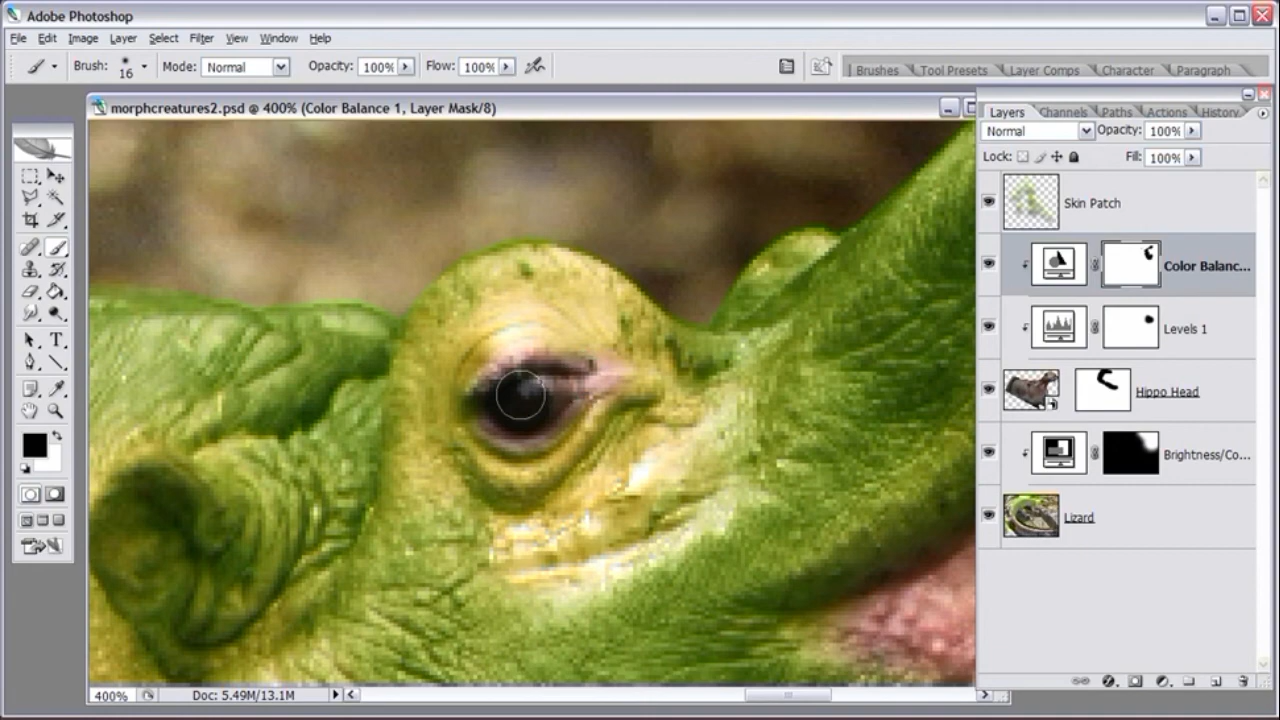 Adobe Photoshop
File Edit Image Layer Select Filter View Window Help
Brush: 16 Mode: Normal Opacity: 100% Flow: 100% Brushes Tool Presets Layer Comps Character Paragraph
morphcreatures2.psd @ 400% (Color Balance 1, Layer Mask/8)
Layers Channels Paths Actions History
Normal Opacity: 100%
Lock: Fill: 100%
Skin Patch
Color Balanc...
Levels 1
Hippo Head
Brightness/Co...
Lizard
T
400% Doc: 5.49M/13.1M